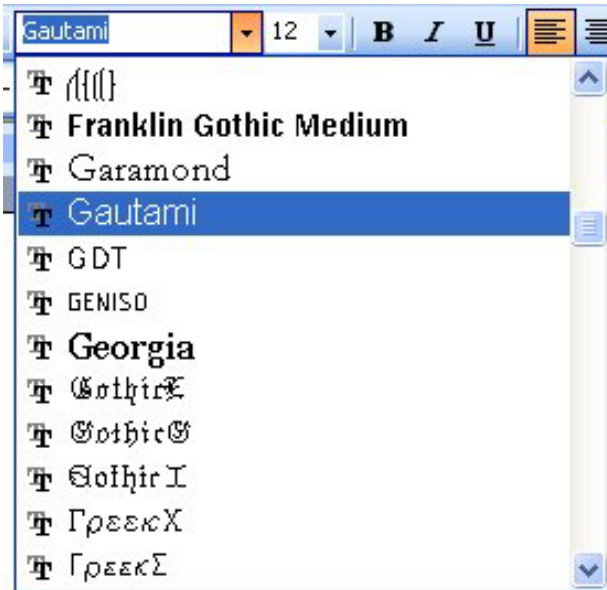 Gautami 12 B I U
Franklin Gothic Medium
Garamond
Gautami
GDT
GENISO
Georgia
GothicE
GothicG
GothicI
ΓρεεκΧ
ΓρεεκΣ